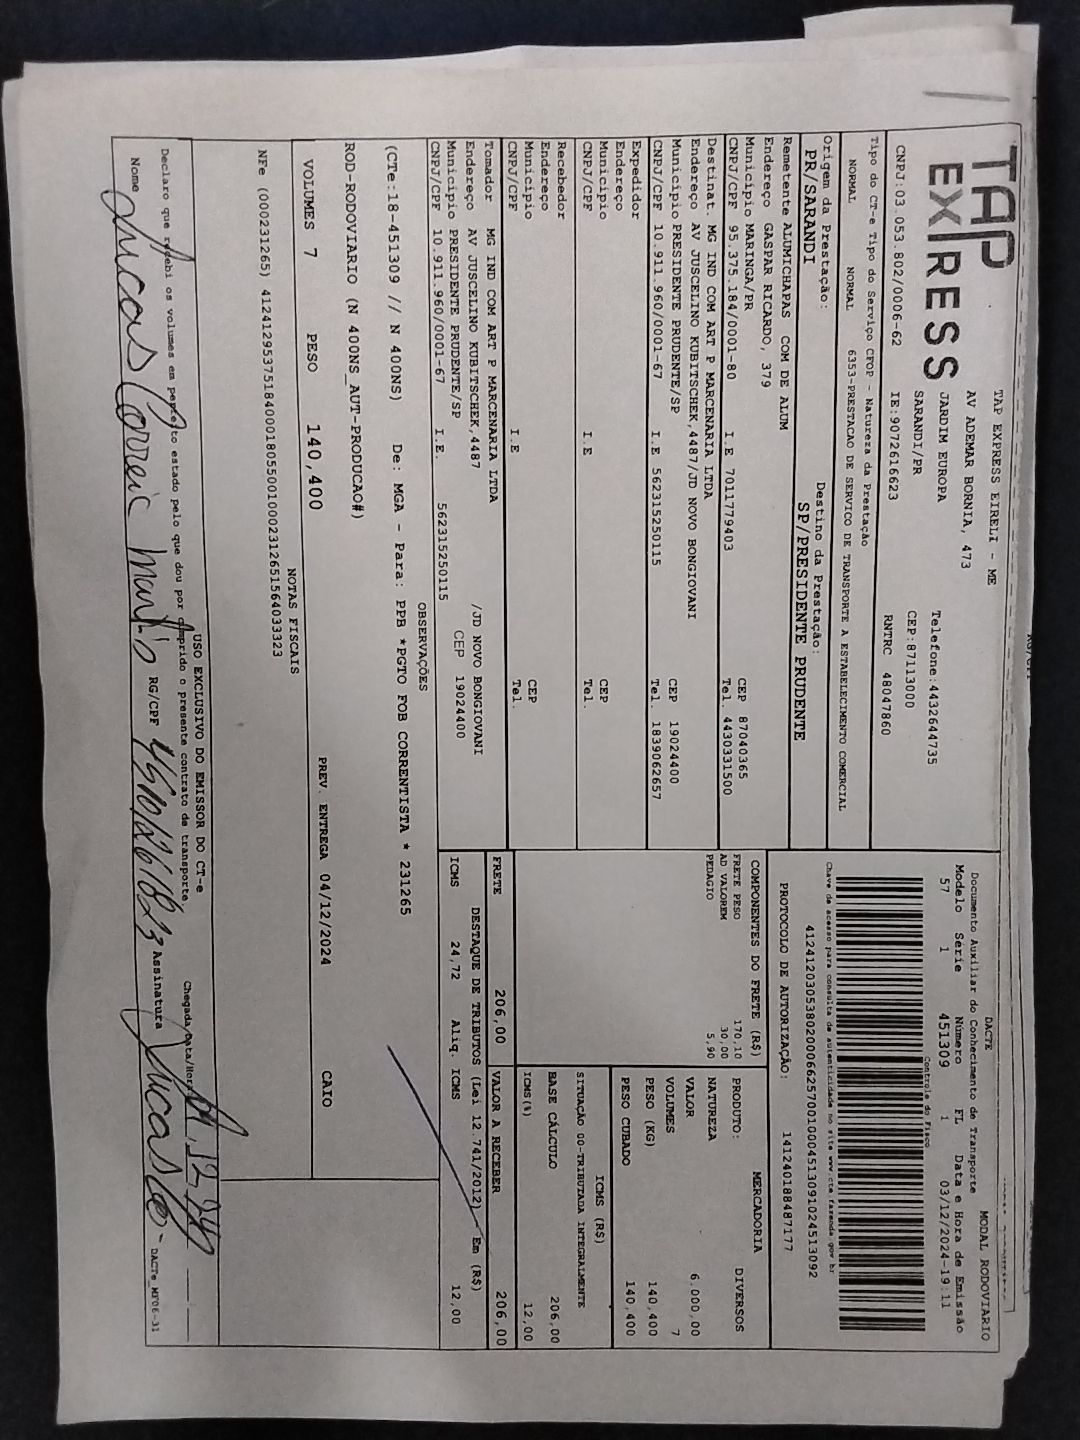 TAP EXPRESS
TAP EXPRESS EIRELI - ME
AV ADEMAR BORNIA, 473
JARDIM EUROPA
SARANDI/PR
Telefone:4432644735
CEP:87113000
CNPJ:03.053.802/0006-62 IE:9072616623 RNTRC 48047860
DACTE MODAL RODOVIARIO
Documento Auxiliar do Conhecimento de Transporte
Modelo Série Número FL Data e Hora de Emissão
57 1 451309 1 03/12/2024-19:11
Controle do Fisco
Chave de acesso para consulta de autenticidade no site www.cte.fazenda.gov.br
41241203053802000662570010004513091024513092
PROTOCOLO DE AUTORIZAÇÃO: 141240188487177
Tipo do CT-e Tipo do Serviço CFOP - Natureza da Prestação
NORMAL NORMAL 6353-PRESTACAO DE SERVICO DE TRANSPORTE A ESTABELECIMENTO COMERCIAL
Origem da Prestação: Destino da Prestação:
PR/SARANDI SP/PRESIDENTE PRUDENTE
Remetente ALUMICHAPAS COM DE ALUM
Endereço GASPAR RICARDO, 379 CEP 87040365
Município MARINGA/PR Tel. 4430331500
CNPJ/CPF 95.375.184/0001-80 I.E 7011779403
Destinat. MG IND COM ART P MARCENARIA LTDA
Endereço AV JUSCELINO KUBITSCHEK,4487/JD NOVO BONGIOVANI
Município PRESIDENTE PRUDENTE/SP CEP 19024400
CNPJ/CPF 10.911.960/0001-67 I.E 562315250115 Tel. 1839062657
Expedidor
Endereço
Município CEP
CNPJ/CPF I.E Tel.
Recebedor
Endereço
Município CEP
CNPJ/CPF I.E Tel.
Tomador MG IND COM ART P MARCENARIA LTDA
Endereço AV JUSCELINO KUBITSCHEK,4487 /JD NOVO BONGIOVANI
Município PRESIDENTE PRUDENTE/SP CEP 19024400
CNPJ/CPF 10.911.960/0001-67 I.E. 562315250115
COMPONENTES DO FRETE (R$)
FRETE PESO 170,10
AD VALOREM 30,00
PEDAGIO 5,90
MERCADORIA
PRODUTO: DIVERSOS
NATUREZA
VALOR 6.000,00
VOLUMES 7
PESO (KG) 140,400
PESO CUBADO 140,400
ICMS (R$)
SITUAÇÃO 00-TRIBUTADA INTEGRALMENTE
BASE CÁLCULO 206,00
ICMS(%) 12,00
FRETE 206,00 VALOR A RECEBER 206,00
DESTAQUE DE TRIBUTOS (Lei 12.741/2012) - Em (R$)
ICMS 24,72 Aliq. ICMS 12,00
OBSERVAÇÕES
(CTe:18-451309 // N 400NS) De: MGA - Para: PPB *PGTO FOB CORRENTISTA * 231265
ROD-RODOVIARIO (N 400NS_AUT-PRODUCAO#)
VOLUMES 7 PESO 140,400 PREV. ENTREGA 04/12/2024 CAIO
NOTAS FISCAIS
NFe (000231265) 41241295375184000180550010002312651564033323
USO EXCLUSIVO DO EMISSOR DO CT-e
Declaro que recebi os volumes em perfeito estado pelo que dou por cumprido o presente contrato de transporte. Chegada Data/Hora
Nome Lucas Correia RG/CPF Assinatura
DACTe_MF06-31